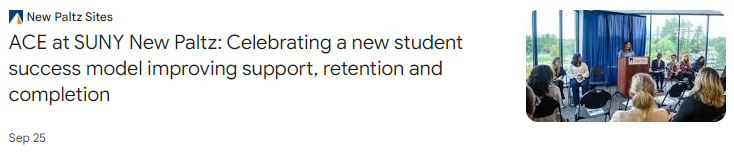 New Paltz Sites
ACE at SUNY New Paltz: Celebrating a new student
success model improving support, retention and
completion
Sep 25